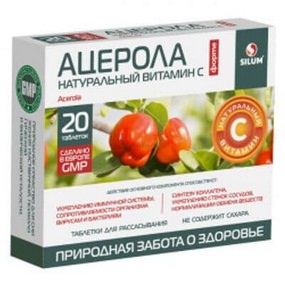 АЦЕРОЛА
форте
НАТУРАЛЬНЫЙ ВИТАМИН С
SILUM®
Acerola
20
таблеток
СДЕЛАНО
В ЕВРОПЕ
GMP
НАТУРАЛЬНЫЙ
С
ВИТАМИН
ДЕЙСТВИЕ ОСНОВНОГО КОМПОНЕНТА СПОСОБСТВУЕТ:
УКРЕПЛЕНИЮ ИММУННОЙ СИСТЕМЫ,
СОПРОТИВЛЯЕМОСТИ ОРГАНИЗМА
ВИРУСАМ И БАКТЕРИЯМ
СИНТЕЗУ КОЛЛАГЕНА,
УКРЕПЛЕНИЮ СТЕНОК СОСУДОВ,
НОРМАЛИЗАЦИИ ОБМЕНА ВЕЩЕСТВ
ТАБЛЕТКИ ДЛЯ РАССАСЫВАНИЯ
НЕ СОДЕРЖИТ САХАРА
ПРИРОДНАЯ ЗАБОТА О ЗДОРОВЬЕ
GMP